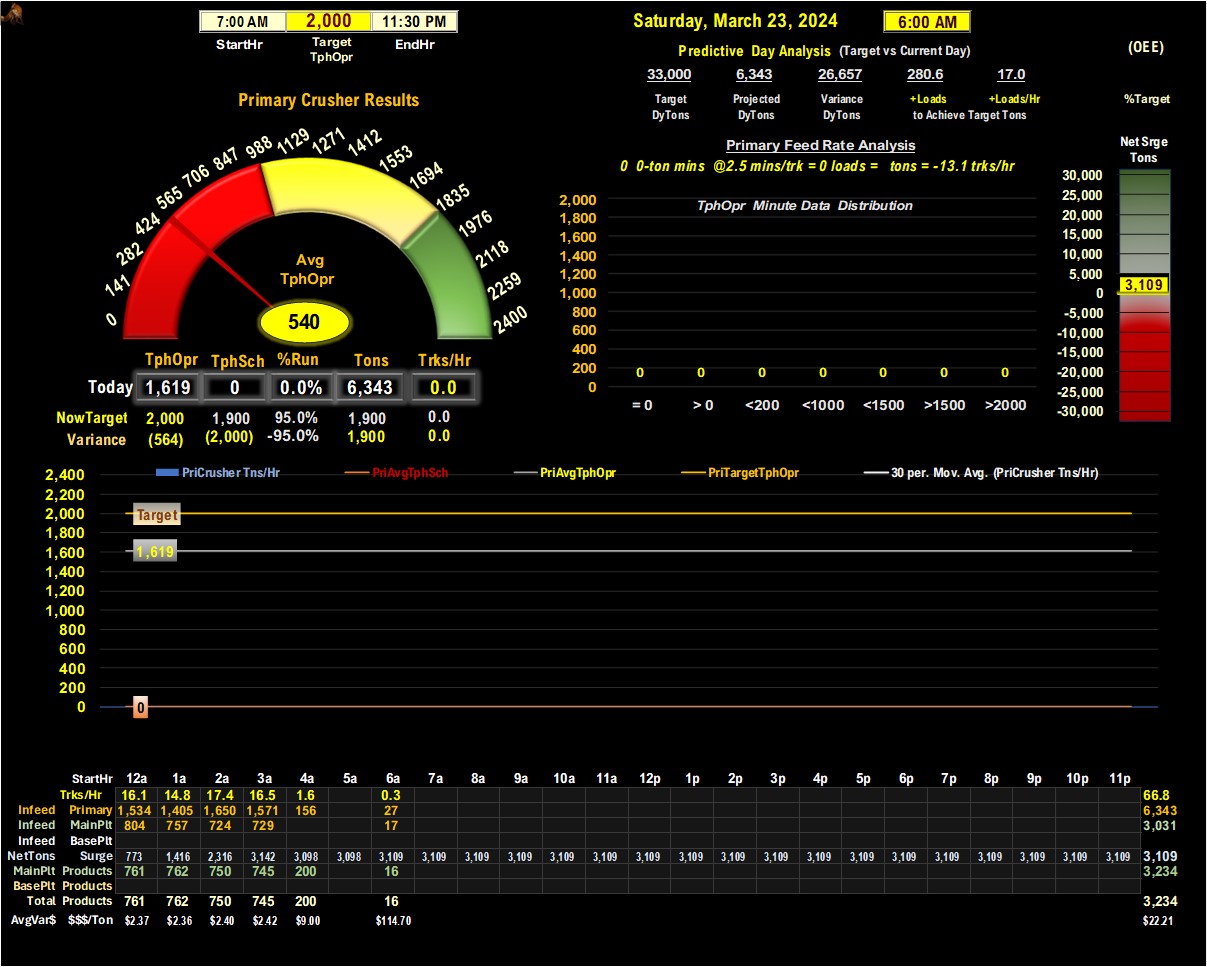 7:00 AM 2,000 11:30 PM
StartHr Target TphOpr EndHr
Saturday, March 23, 2024 6:00 AM
Predictive Day Analysis (Target vs Current Day)
(OEE)
33,000 6,343 26,657 280.6 17.0
Target Projected Variance +Loads +Loads/Hr
DyTons DyTons DyTons to Achieve Target Tons
%Target
Primary Crusher Results
0 141 282 424 565 706 847 988 1129 1271 1412 1553 1694 1835 1976 2118 2259 2400
Avg
TphOpr
540
Primary Feed Rate Analysis
0 0-ton mins @2.5 mins/trk = 0 loads = tons = -13.1 trks/hr
TphOpr Minute Data Distribution
2,000
1,800
1,600
1,400
1,200
1,000
800
600
400
200
0
0 0 0 0 0 0 0
= 0 > 0 <200 <1000 <1500 >1500 >2000
Net Srge
Tons
30,000
25,000
20,000
15,000
10,000
5,000
3,109
0
-5,000
-10,000
-15,000
-20,000
-25,000
-30,000
TphOpr TphSch %Run Tons Trks/Hr
Today 1,619 0 0.0% 6,343 0.0
NowTarget 2,000 1,900 95.0% 1,900 0.0
Variance (564) (2,000) -95.0% 1,900 0.0
PriCrusher Tns/Hr PriAvgTphSch PriAvgTphOpr PriTargetTphOpr 30 per. Mov. Avg. (PriCrusher Tns/Hr)
2,400
2,200
2,000 Target
1,800
1,600 1,619
1,400
1,200
1,000
800
600
400
200
0 0
StartHr 12a 1a 2a 3a 4a 5a 6a 7a 8a 9a 10a 11a 12p 1p 2p 3p 4p 5p 6p 7p 8p 9p 10p 11p
Trks/Hr 16.1 14.8 17.4 16.5 1.6 0.3 66.8
Infeed Primary 1,534 1,405 1,650 1,571 156 27 6,343
Infeed MainPlt 804 757 724 729 17 3,031
Infeed BasePlt
NetTons Surge 773 1,416 2,316 3,142 3,098 3,098 3,109 3,109 3,109 3,109 3,109 3,109 3,109 3,109 3,109 3,109 3,109 3,109 3,109 3,109 3,109 3,109 3,109 3,109 3,109
MainPlt Products 761 762 750 745 200 16 3,234
BasePlt Products
Total Products 761 762 750 745 200 16 3,234
AvgVar$ $$$/Ton $2.37 $2.36 $2.40 $2.42 $9.00 $114.70 $22.21